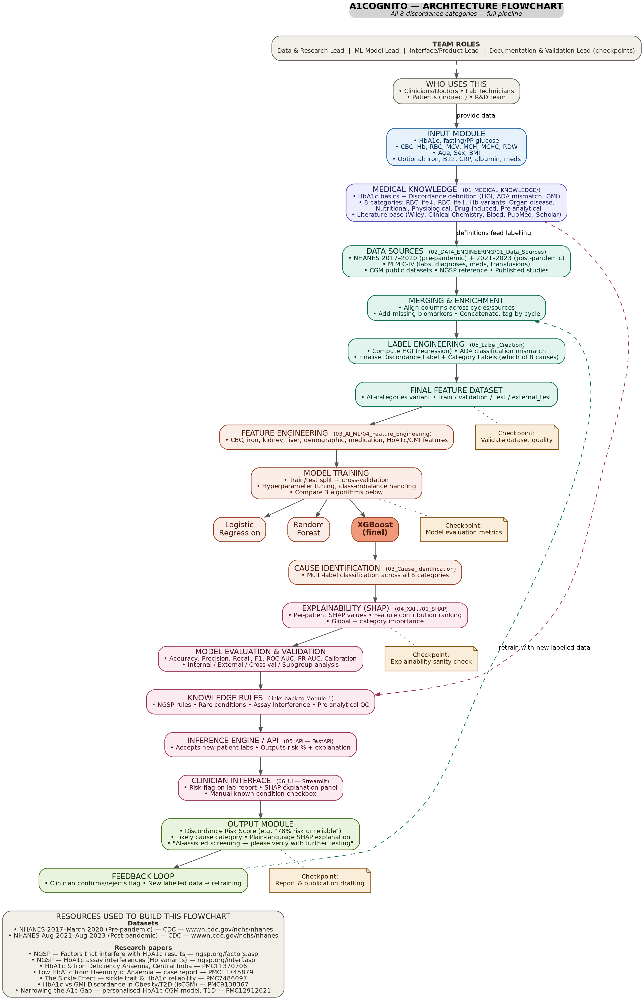 A1COGNITO — ARCHITECTURE FLOWCHART
All 8 discordance categories — full pipeline
TEAM ROLES
Data & Research Lead | ML Model Lead | Interface/Product Lead | Documentation & Validation Lead (checkpoints)
WHO USES THIS
• Clinicians/Doctors • Lab Technicians
• Patients (indirect) • R&D Team
provide data
INPUT MODULE
• HbA1c, fasting/PP glucose
• CBC: Hb, RBC, MCV, MCH, MCHC, RDW
• Age, Sex, BMI
• Optional: iron, B12, CRP, albumin, meds
MEDICAL KNOWLEDGE (01_MEDICAL_KNOWLEDGE/)
• HbA1c basics + Discordance definition (HGI, ADA mismatch, GMI)
• 8 categories: RBC life↓, RBC life↑, Hb variants, Organ disease,
Nutritional, Physiological, Drug-induced, Pre-analytical
• Literature base (Wiley, Clinical Chemistry, Blood, PubMed, Scholar)
definitions feed labelling
DATA SOURCES (02_DATA_ENGINEERING/01_Data_Sources)
• NHANES 2017–2020 (pre-pandemic) + 2021–2023 (post-pandemic)
• MIMIC-IV (labs, diagnoses, meds, transfusions)
• CGM public datasets • NGSP reference • Published studies
MERGING & ENRICHMENT
• Align columns across cycles/sources
• Add missing biomarkers • Concatenate, tag by cycle
LABEL ENGINEERING (05_Label_Creation)
• Compute HGI (regression) • ADA classification mismatch
• Finalise Discordance Label + Category Labels (which of 8 causes)
FINAL FEATURE DATASET
• All-categories variant • train / validation / test / external_test
FEATURE ENGINEERING (03_AI_ML/04_Feature_Engineering)
• CBC, iron, kidney, liver, demographic, medication, HbA1c/GMI features
Checkpoint:
Validate dataset quality
MODEL TRAINING
• Train/test split + cross-validation
• Hyperparameter tuning, class-imbalance handling
• Compare 3 algorithms below
Logistic
Regression
Random
Forest
XGBoost
(final)
Checkpoint:
Model evaluation metrics
CAUSE IDENTIFICATION (03_Cause_Identification)
• Multi-label classification across all 8 categories
EXPLAINABILITY (SHAP) (04_XAI.../01_SHAP)
• Per-patient SHAP values • Feature contribution ranking
• Global + category importance
retrain with new labelled data
MODEL EVALUATION & VALIDATION
• Accuracy, Precision, Recall, F1, ROC-AUC, PR-AUC, Calibration
• Internal / External / Cross-val / Subgroup analysis
Checkpoint:
Explainability sanity-check
KNOWLEDGE RULES (links back to Module 1)
• NGSP rules • Rare conditions • Assay interference • Pre-analytical QC
INFERENCE ENGINE / API (05_API — FastAPI)
• Accepts new patient labs • Outputs risk % + explanation
CLINICIAN INTERFACE (06_UI — Streamlit)
• Risk flag on lab report • SHAP explanation panel
• Manual known-condition checkbox
OUTPUT MODULE
• Discordance Risk Score (e.g. "78% risk unreliable")
• Likely cause category • Plain-language SHAP explanation
• "AI-assisted screening — please verify with further testing"
FEEDBACK LOOP
• Clinician confirms/rejects flag • New labelled data → retraining
Checkpoint:
Report & publication drafting
RESOURCES USED TO BUILD THIS FLOWCHART
Datasets
• NHANES 2017–March 2020 (Pre-pandemic) — CDC — wwwn.cdc.gov/nchs/nhanes
• NHANES Aug 2021–Aug 2023 (Post-pandemic) — CDC — wwwn.cdc.gov/nchs/nhanes
Research papers
• NGSP — Factors that interfere with HbA1c results — ngsp.org/factors.asp
• NGSP — HbA1c assay interferences (Hb variants) — ngsp.org/interf.asp
• HbA1c & Iron Deficiency Anaemia, Central India — PMC11370706
• Low HbA1c from Haemolytic Anaemia — case report — PMC11745879
• The Sickle Effect — sickle trait & HbA1c reliability — PMC7486097
• HbA1c vs GMI Discordance in Obesity/T2D (isCGM) — PMC9138367
• Narrowing the A1c Gap — personalised HbA1c-CGM model, T1D — PMC12912621